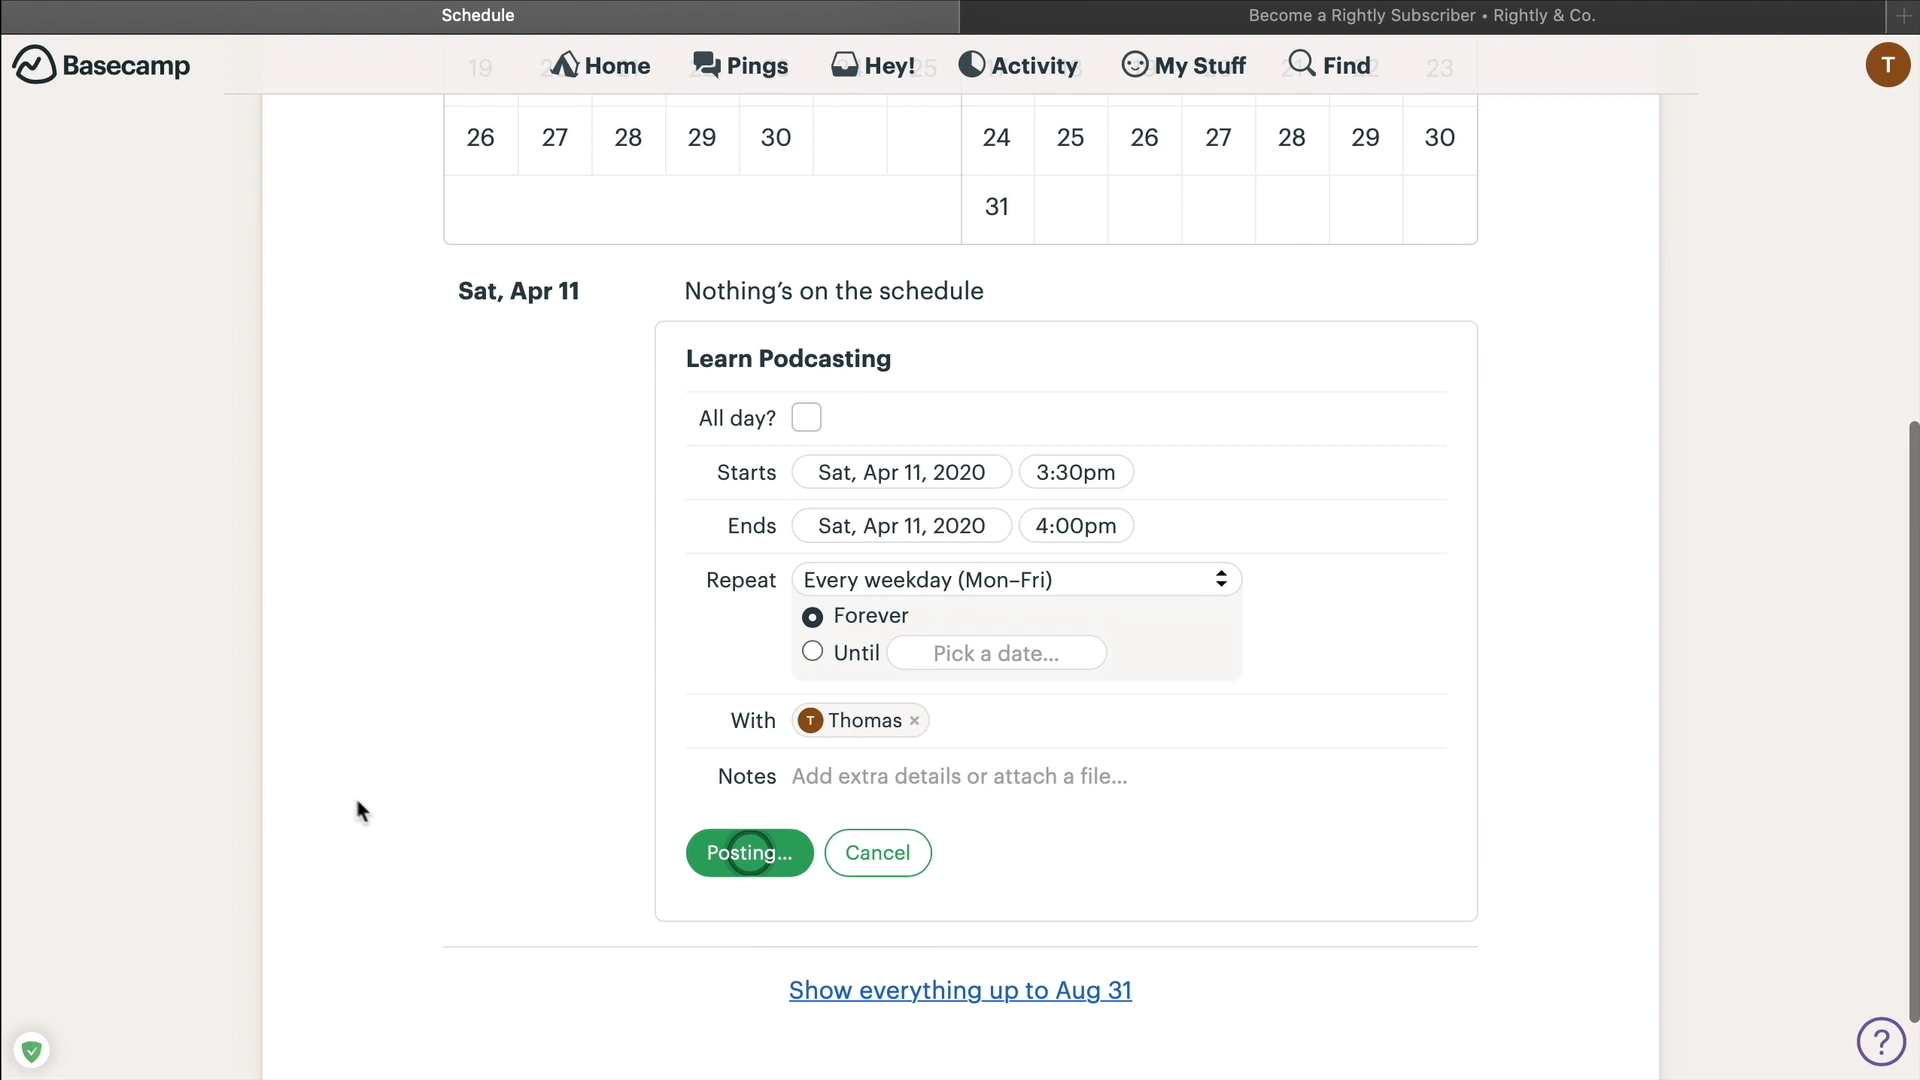 Schedule
Become a Rightly Subscriber • Rightly & Co.
Basecamp
Home
Pings
Hey!
Activity
My Stuff
Find
T
19 25 23
26 27 28 29 30 24 25 26 27 28 29 30
31
Sat, Apr 11
Nothing's on the schedule
Learn Podcasting
All day?
Starts Sat, Apr 11, 2020 3:30pm
Ends Sat, Apr 11, 2020 4:00pm
Repeat Every weekday (Mon–Fri)
Forever
Until Pick a date...
With T Thomas ×
Notes Add extra details or attach a file...
Posting... Cancel
Show everything up to Aug 31
?